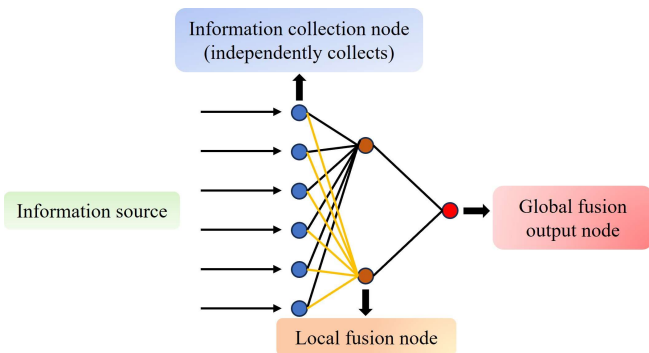 Information collection node
(independently collects)
Information source
Global fusion
output node
Local fusion node